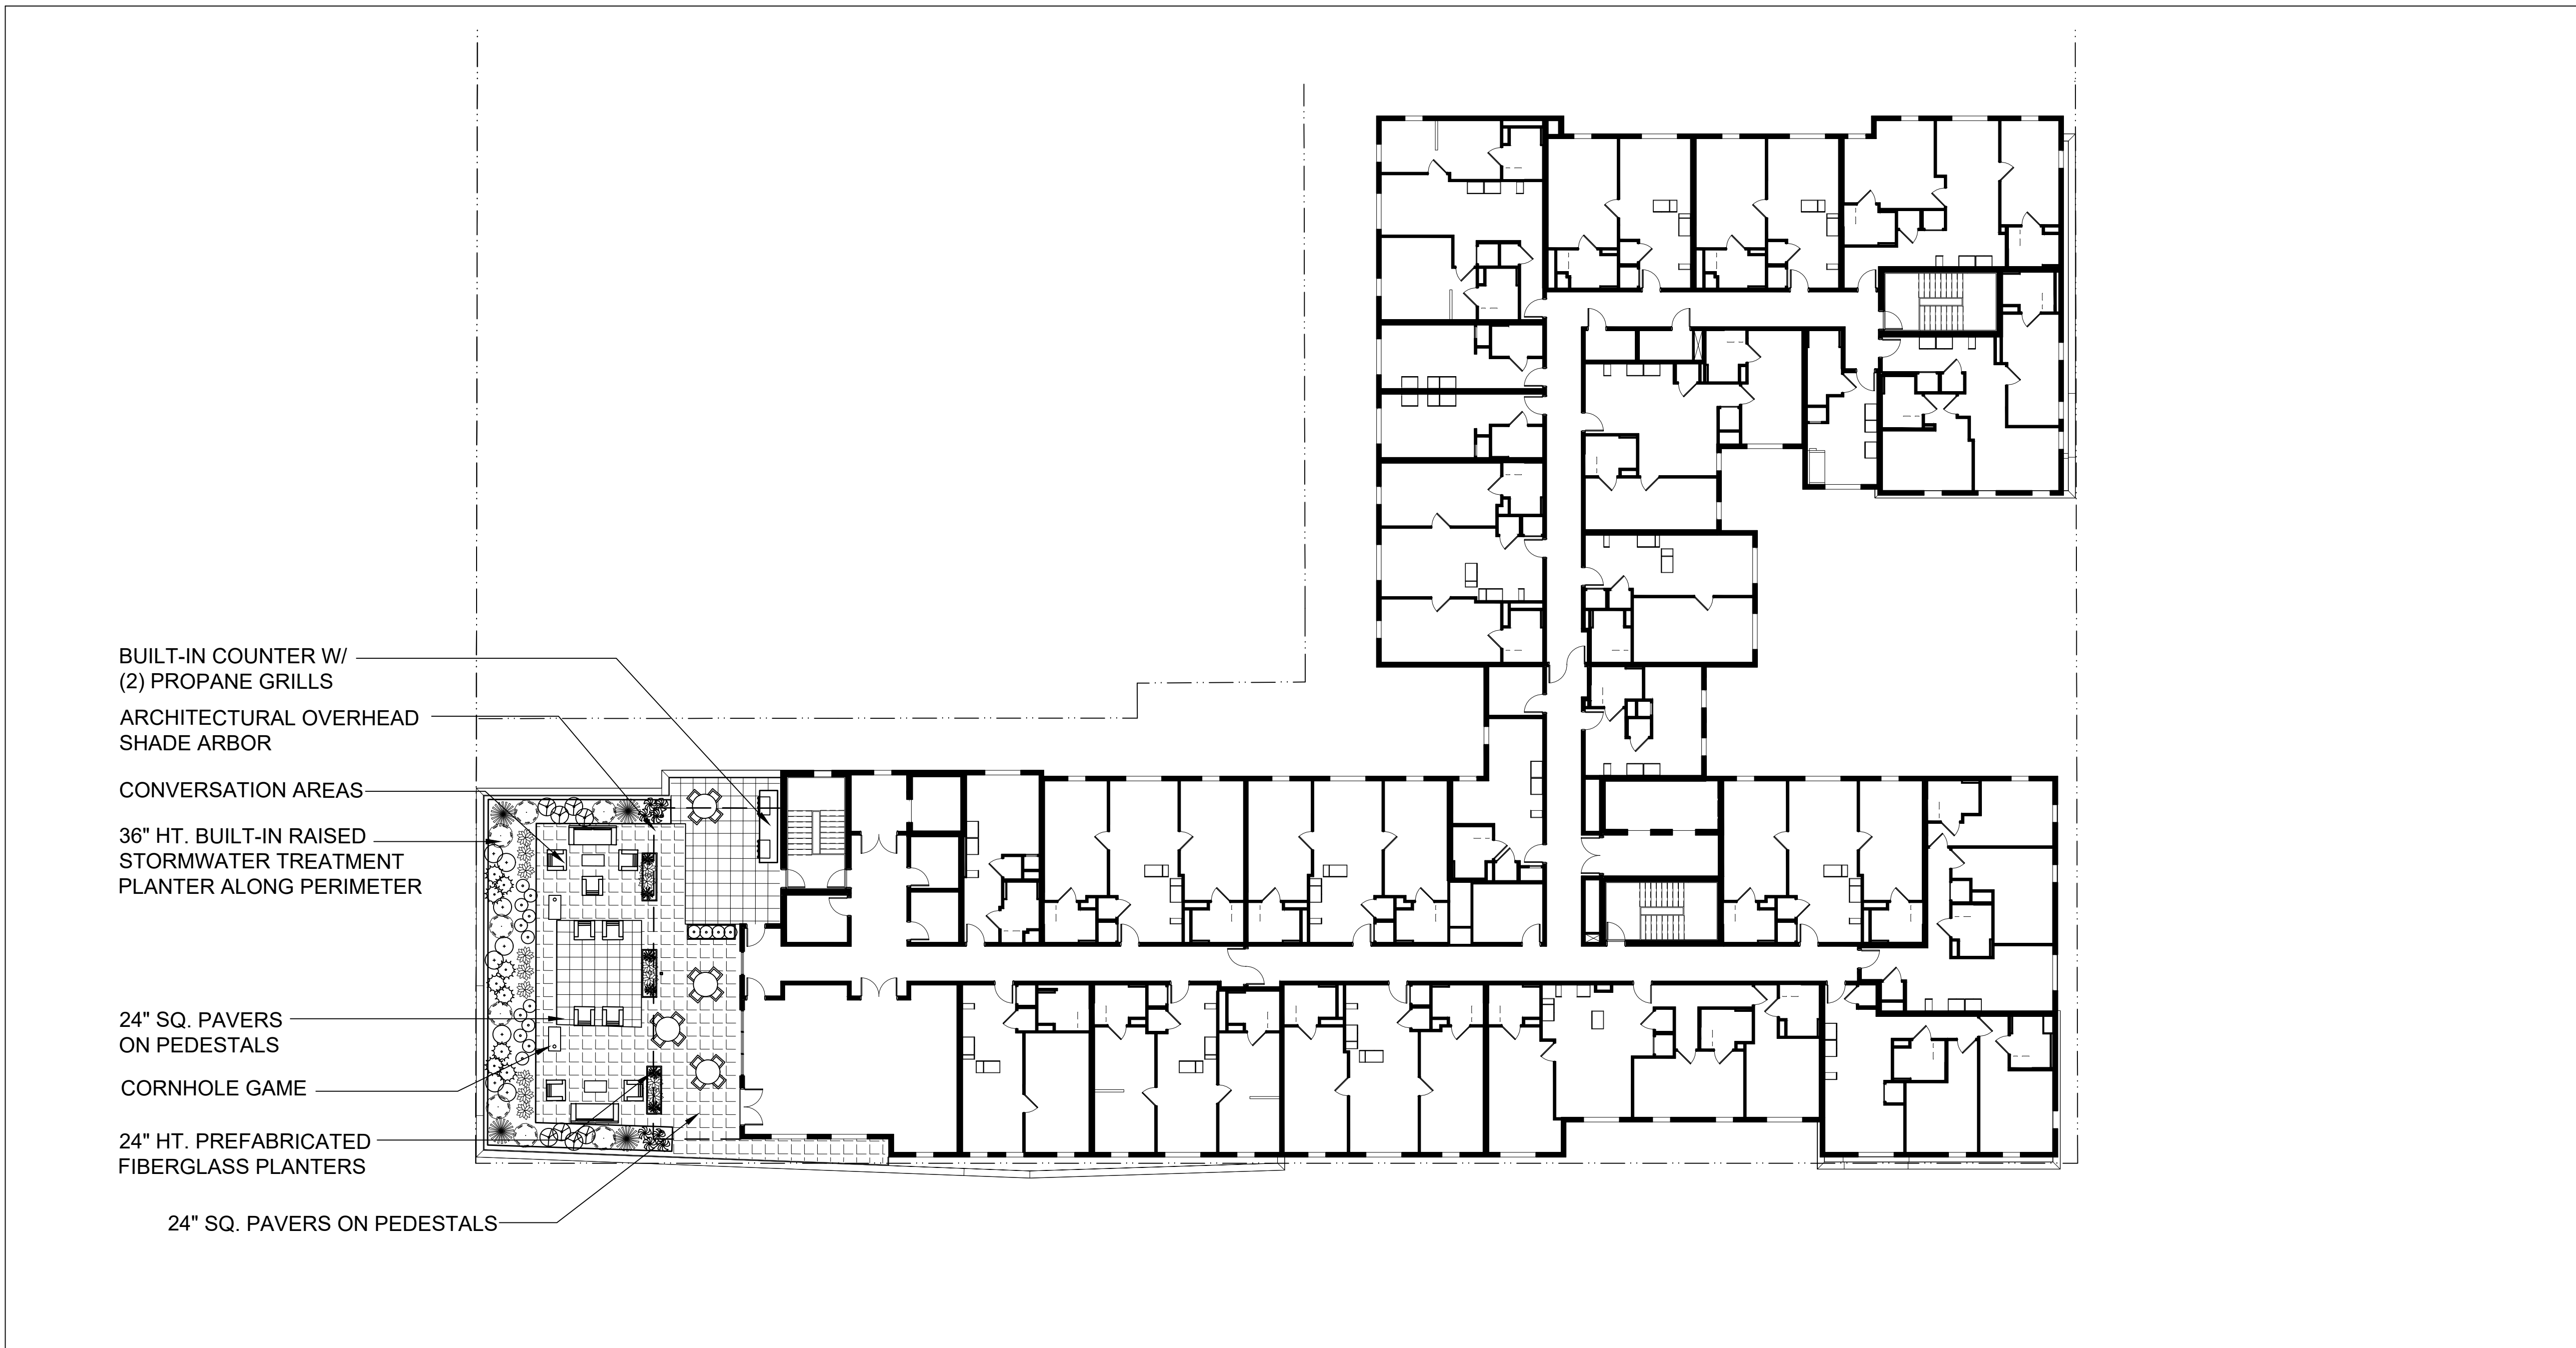 BUILT-IN COUNTER W/
(2) PROPANE GRILLS
ARCHITECTURAL OVERHEAD
SHADE ARBOR
CONVERSATION AREAS
36" HT. BUILT-IN RAISED
STORMWATER TREATMENT
PLANTER ALONG PERIMETER
24" SQ. PAVERS
ON PEDESTALS
CORNHOLE GAME
24" HT. PREFABRICATED
FIBERGLASS PLANTERS
24" SQ. PAVERS ON PEDESTALS